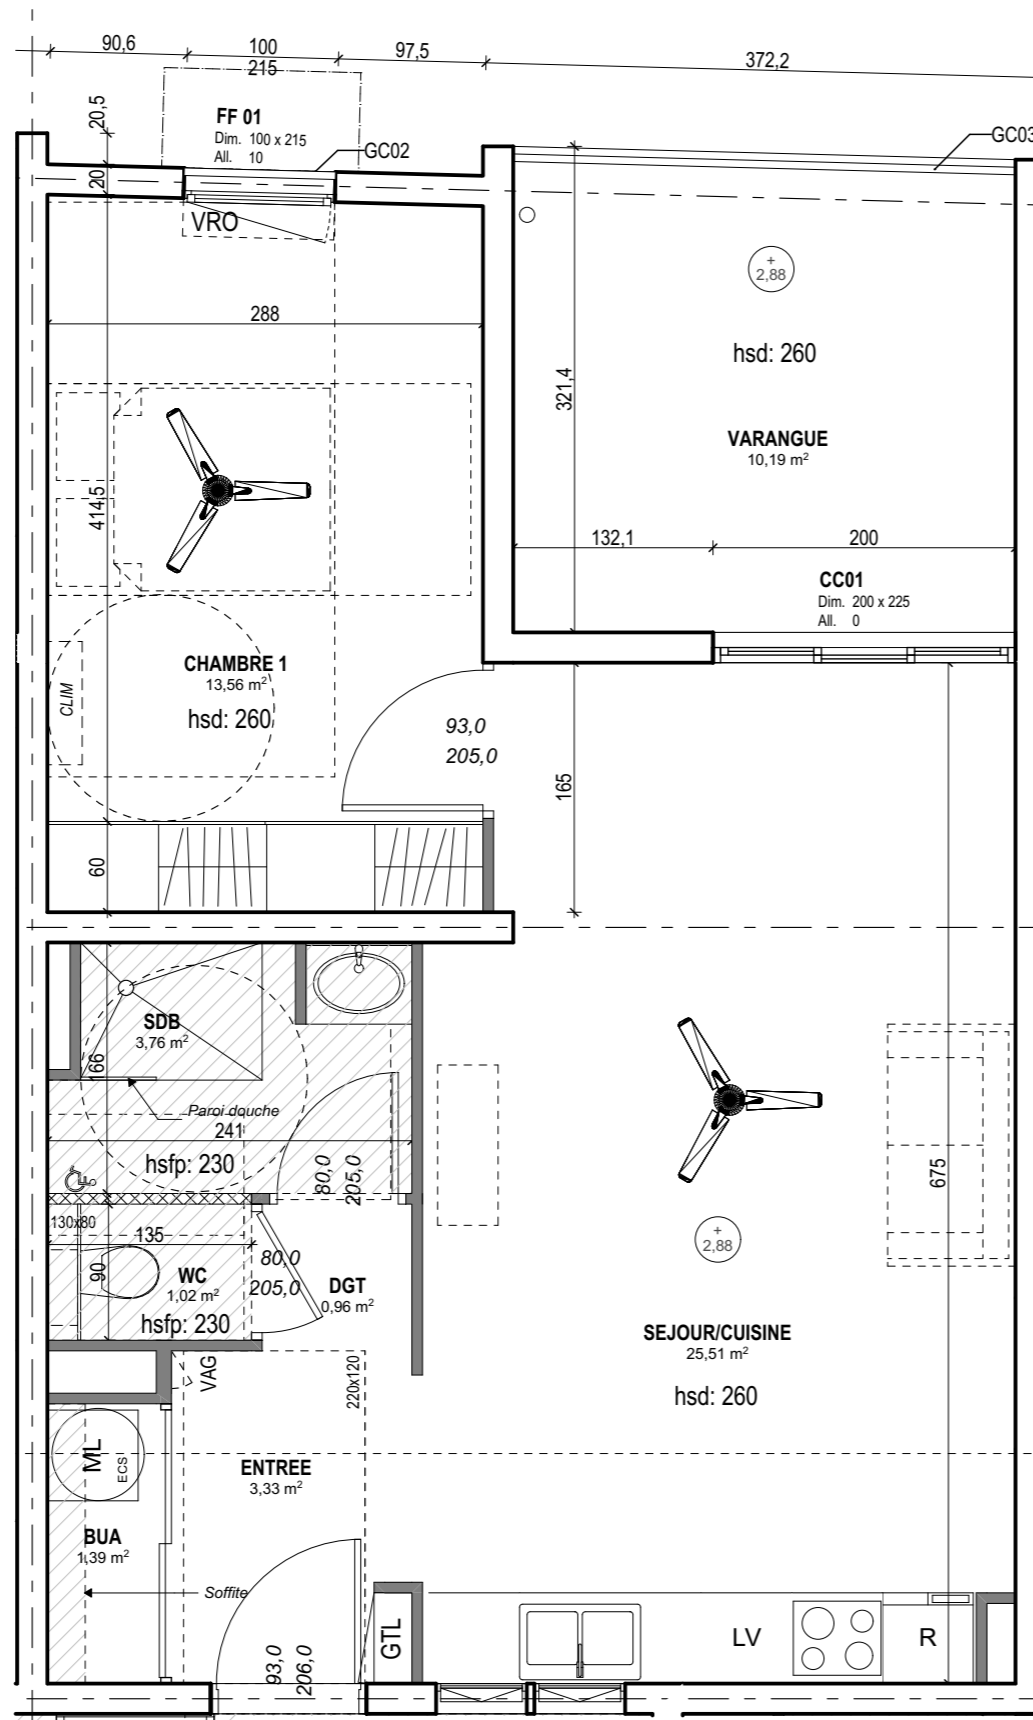 90,6
100
215
97,5
372,2
20,5
20
FF 01
Dim. 100 x 215
All. 10
GC02
GC03
VRO
+
2,88
288
hsd: 260
321,4
VARANGUE
10,19 m²
414,5
132,1
200
CC01
Dim. 200 x 225
All. 0
CHAMBRE 1
13,56 m²
hsd: 260
CLIM
93,0
205,0
165
60
SDB
3,76 m²
166
Paroi douche
241
hsfp: 230
80,0
205,0
675
130x80
135
90
WC
1,02 m²
hsfp: 230
80,0
205,0
DGT
0,96 m²
+
2,88
SEJOUR/CUISINE
25,51 m²
hsd: 260
VAG
220x120
ML
ECS
ENTREE
3,33 m²
BUA
1,39 m²
Soffite
GTL
LV
R
93,0
206,0